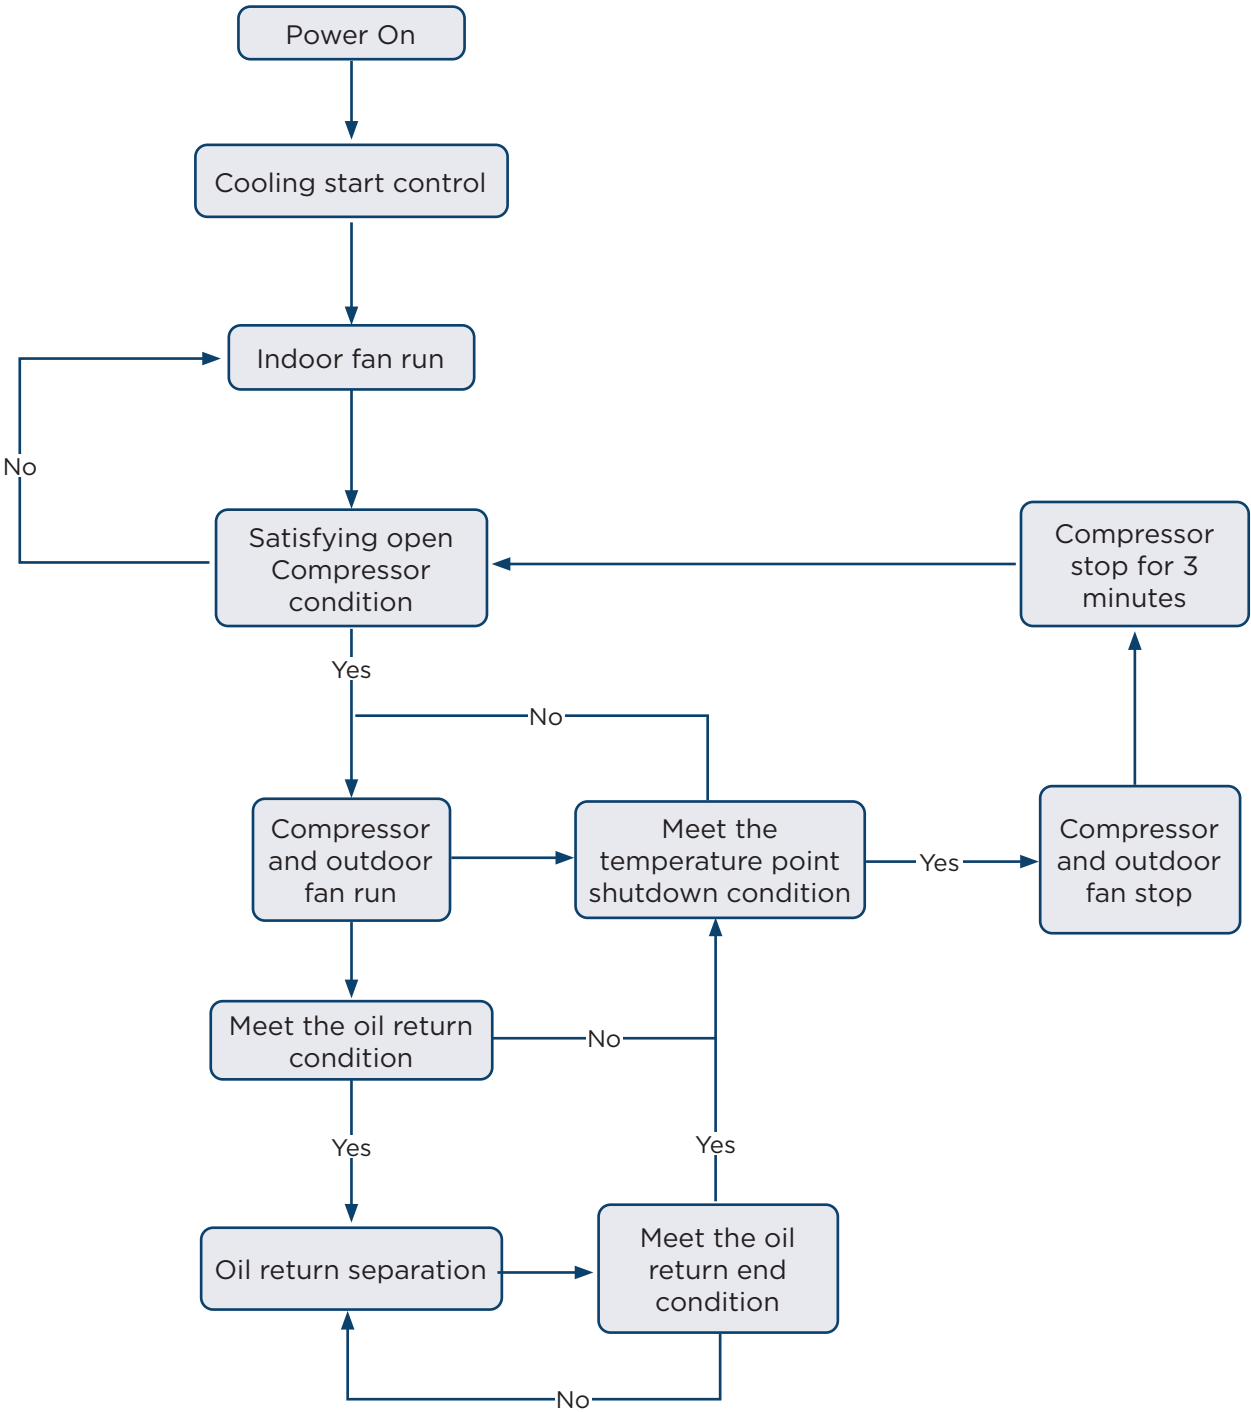 Power On
Cooling start control
Indoor fan run
No
Satisfying open
Compressor
condition
Compressor
stop for 3
minutes
Yes
No
Compressor
and outdoor
fan run
Meet the
temperature point
shutdown condition
Yes
Compressor
and outdoor
fan stop
Meet the oil return
condition
No
Yes
Yes
Oil return separation
Meet the oil
return end
condition
No